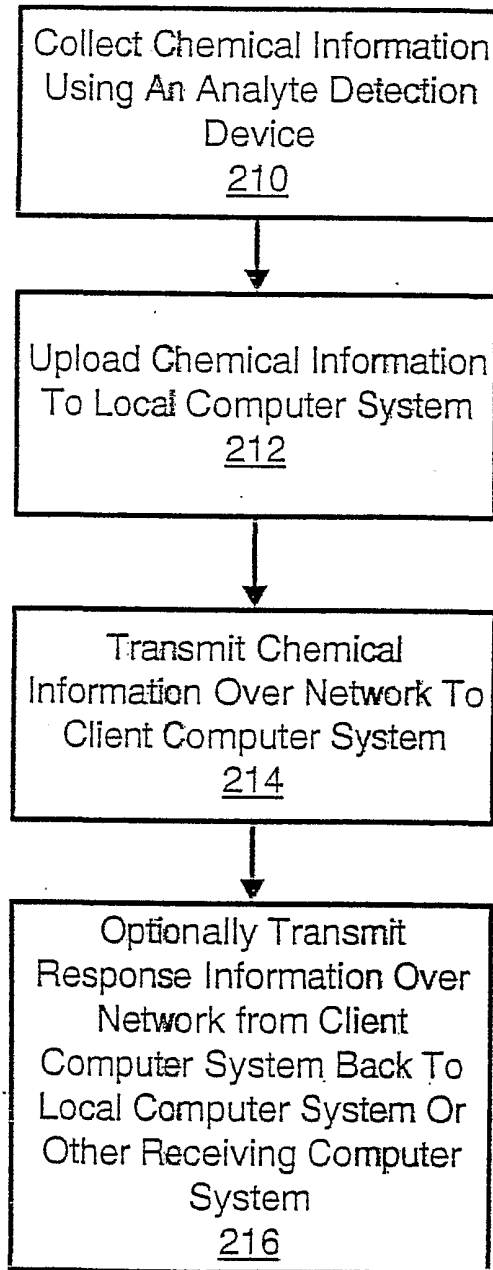 Collect Chemical Information
Using An Analyte Detection
Device
210
Upload Chemical Information
To Local Computer System
212
Transmit Chemical
Information Over Network To
Client Computer System
214
Optionally Transmit
Response Information Over
Network from Client
Computer System Back To
Local Computer System Or
Other Receiving Computer
System
216